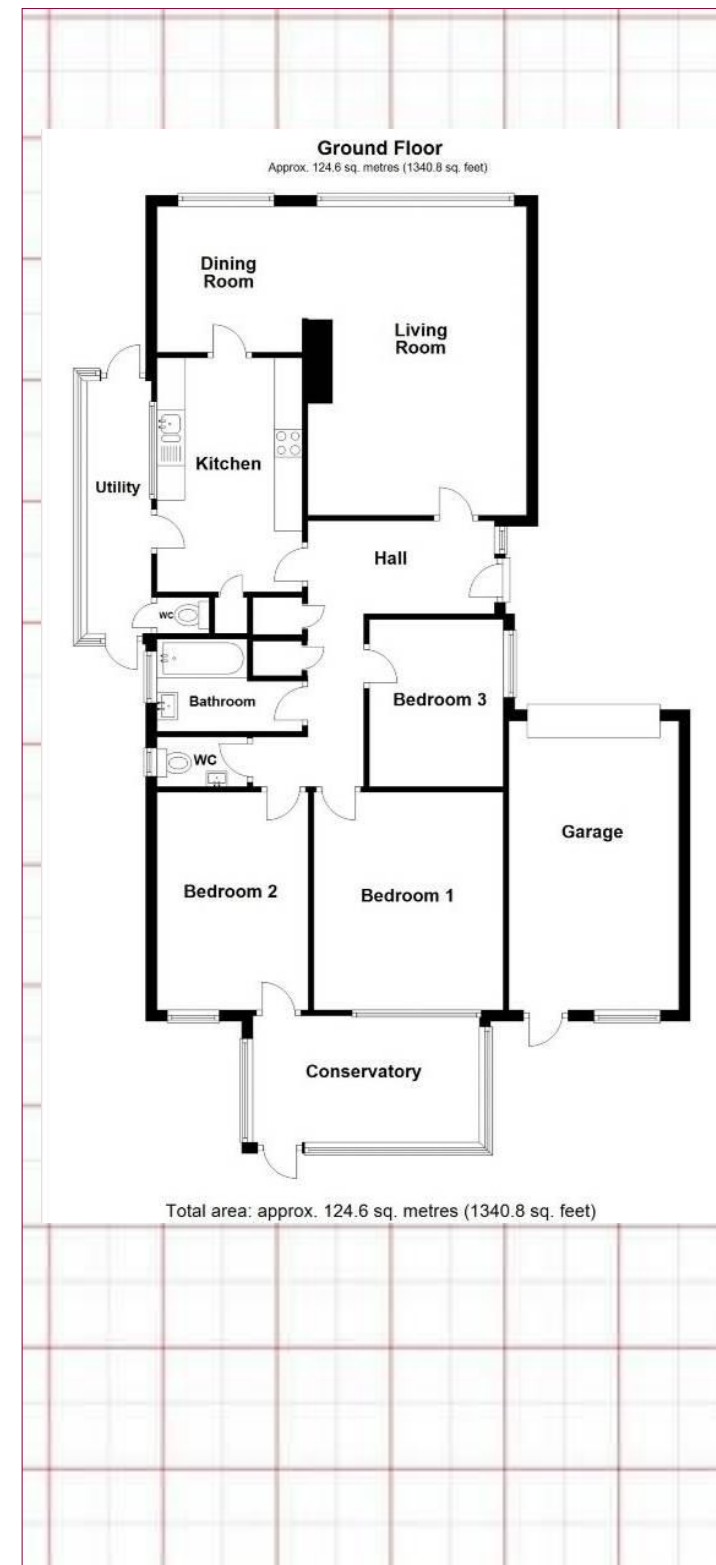 Ground Floor
Approx. 124.6 sq. metres (1340.8 sq. feet)
Dining
Room
Living
Room
Kitchen
Utility
Hall
WC
Bedroom 3
Bathroom
WC
Garage
Bedroom 2
Bedroom 1
Conservatory
Total area: approx. 124.6 sq. metres (1340.8 sq. feet)